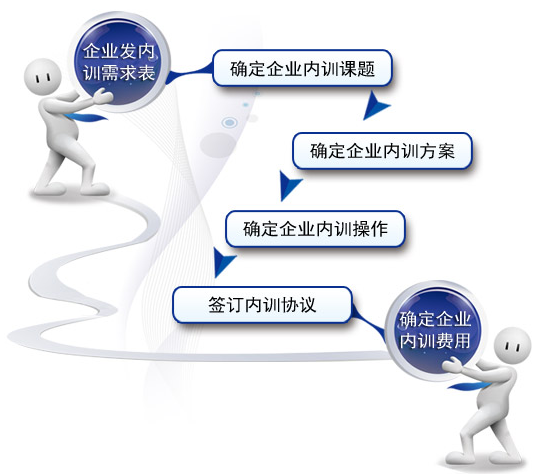 企业发内
训需求表
确定企业内训课题
确定企业内训方案
确定企业内训操作
签订内训协议
确定企业
内训费用